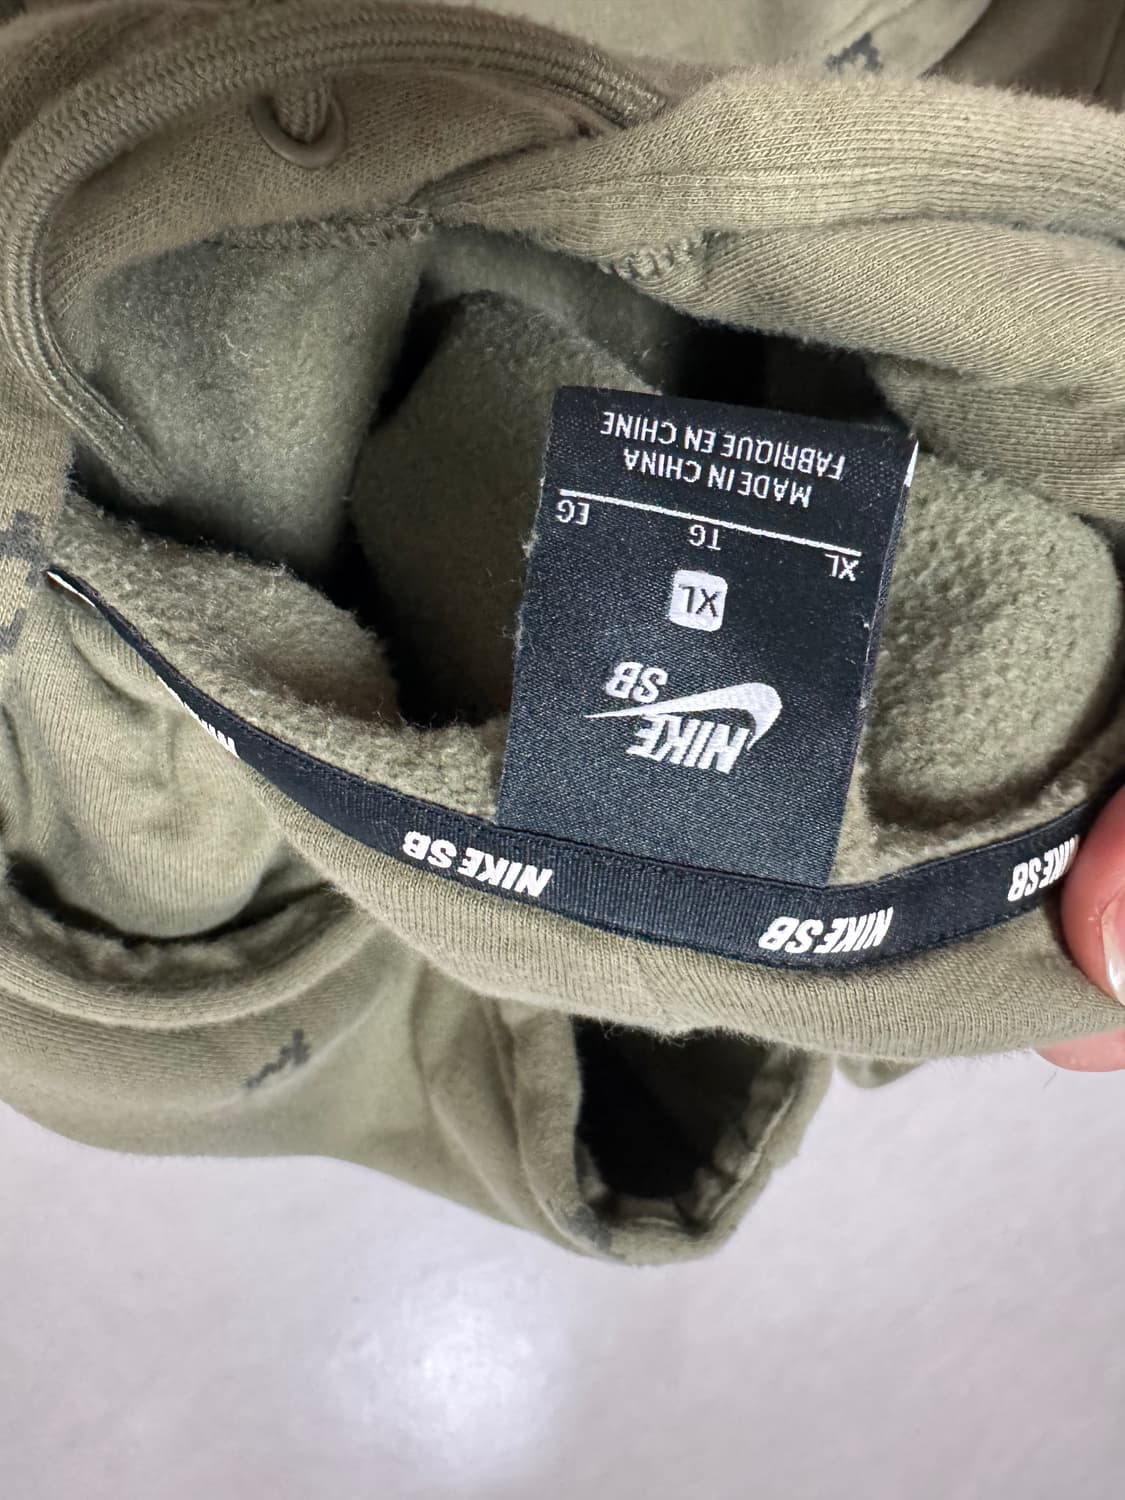 NIKE
SB
XL
XL TG EG
MADE IN CHINA
FABRIQUE EN CHINE
NIKE SB
NIKE SB
NIKE SB